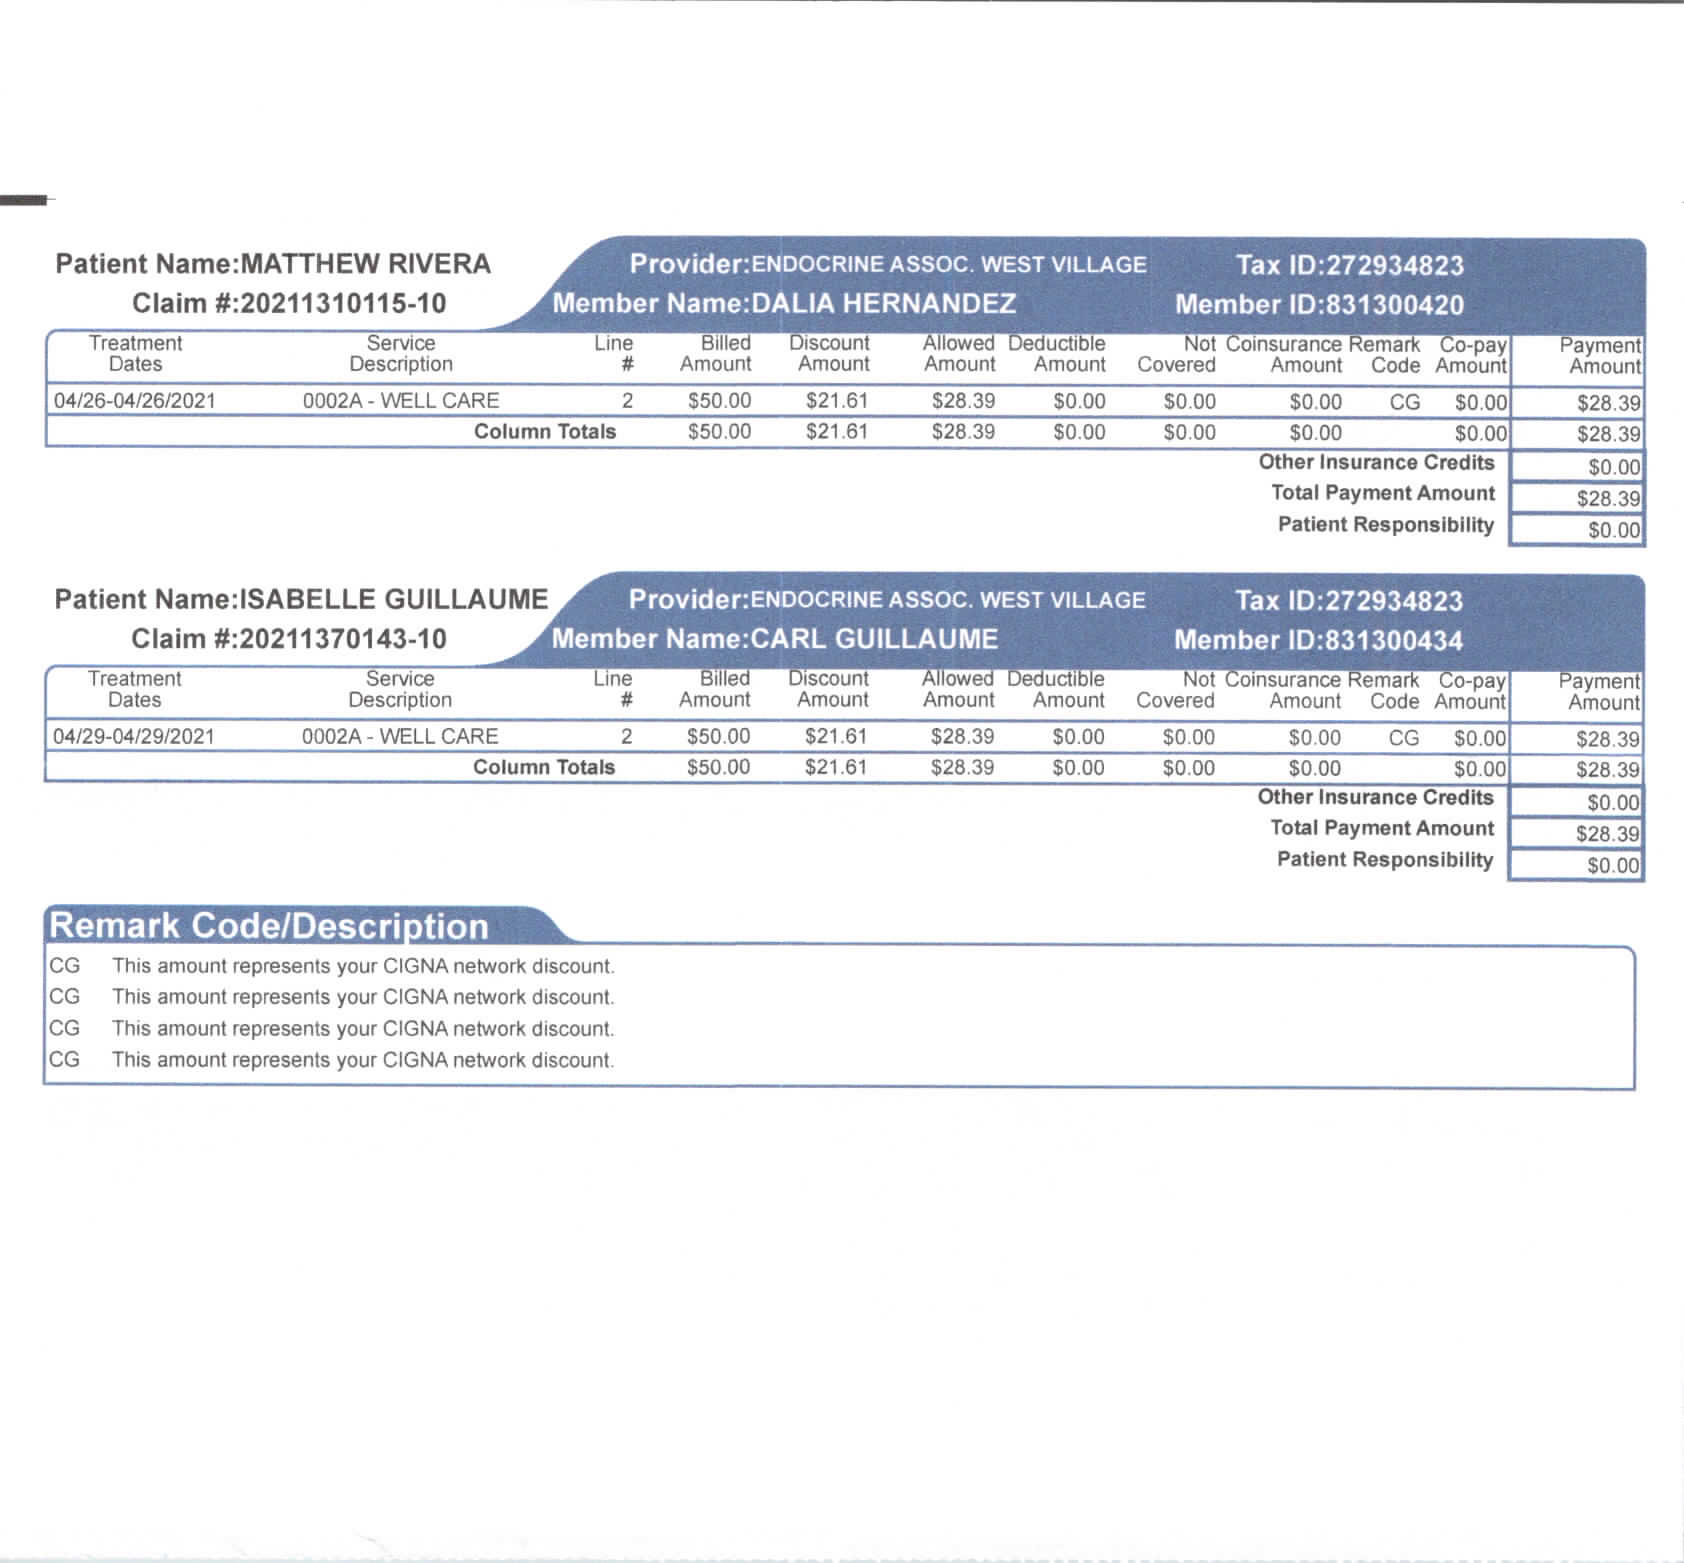 Patient Name:MATTHEW RIVERA Provider:ENDOCRINE ASSOC. WEST VILLAGE Tax ID:272934823
Claim #:20211310115-10 Member Name:DALIA HERNANDEZ Member ID:831300420
Treatment Service Line Billed Discount Allowed Deductible Not Coinsurance Remark Co-pay Payment
Dates Description # Amount Amount Amount Amount Covered Amount Code Amount Amount
04/26-04/26/2021 0002A - WELL CARE 2 $50.00 $21.61 $28.39 $0.00 $0.00 $0.00 CG $0.00 $28.39
Column Totals $50.00 $21.61 $28.39 $0.00 $0.00 $0.00 $0.00 $28.39
Other Insurance Credits $0.00
Total Payment Amount $28.39
Patient Responsibility $0.00
Patient Name:ISABELLE GUILLAUME Provider:ENDOCRINE ASSOC. WEST VILLAGE Tax ID:272934823
Claim #:20211370143-10 Member Name:CARL GUILLAUME Member ID:831300434
Treatment Service Line Billed Discount Allowed Deductible Not Coinsurance Remark Co-pay Payment
Dates Description # Amount Amount Amount Amount Covered Amount Code Amount Amount
04/29-04/29/2021 0002A - WELL CARE 2 $50.00 $21.61 $28.39 $0.00 $0.00 $0.00 CG $0.00 $28.39
Column Totals $50.00 $21.61 $28.39 $0.00 $0.00 $0.00 $0.00 $28.39
Other Insurance Credits $0.00
Total Payment Amount $28.39
Patient Responsibility $0.00
Remark Code/Description
CG This amount represents your CIGNA network discount.
CG This amount represents your CIGNA network discount.
CG This amount represents your CIGNA network discount.
CG This amount represents your CIGNA network discount.